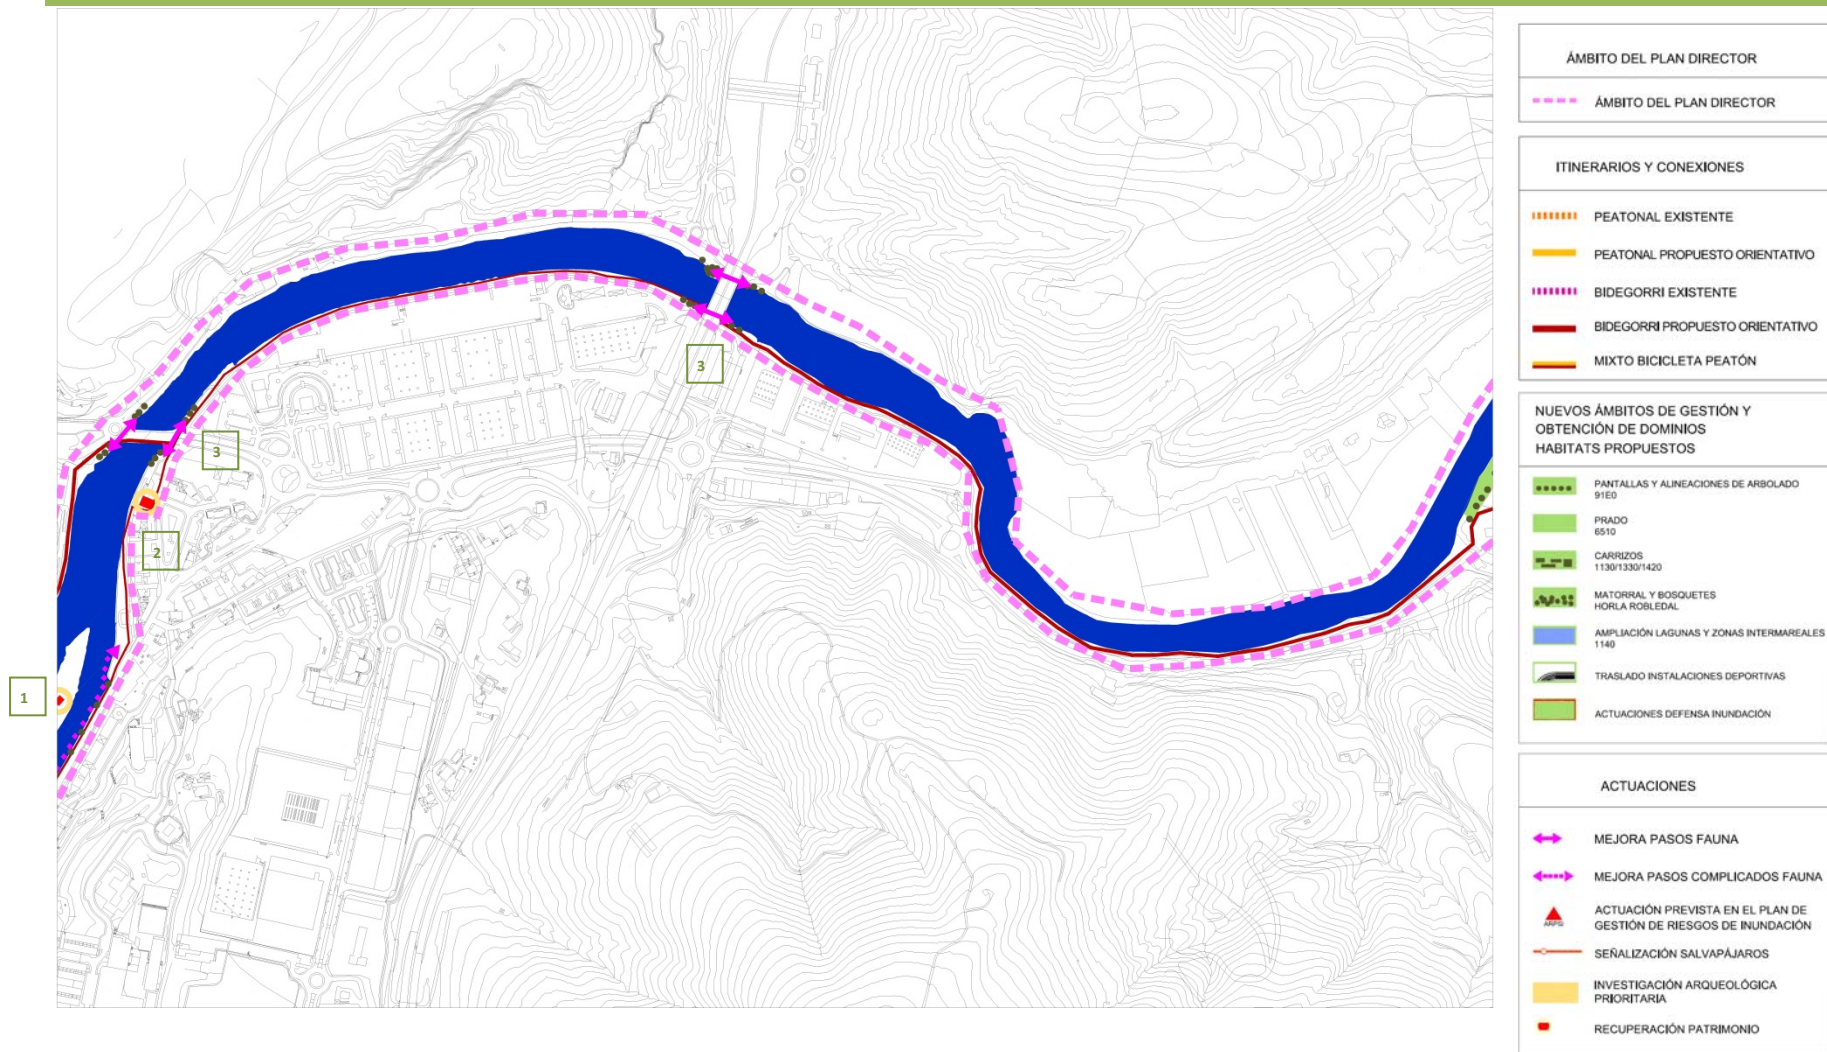 3
3
2
1
ÁMBITO DEL PLAN DIRECTOR
ÁMBITO DEL PLAN DIRECTOR
ITINERARIOS Y CONEXIONES
PEATONAL EXISTENTE
PEATONAL PROPUESTO ORIENTATIVO
BIDEGORRI EXISTENTE
BIDEGORRI PROPUESTO ORIENTATIVO
MIXTO BICICLETA PEATÓN
NUEVOS ÁMBITOS DE GESTIÓN Y
OBTENCIÓN DE DOMINIOS
HABITATS PROPUESTOS
PANTALLAS Y ALINEACIONES DE ARBOLADO
91E0
PRADO
6510
CARRIZOS
1130/1330/1420
MATORRAL Y BOSQUETES
HORLA ROBLEDAL
AMPLIACIÓN LAGUNAS Y ZONAS INTERMAREALES
1140
TRASLADO INSTALACIONES DEPORTIVAS
ACTUACIONES DEFENSA INUNDACIÓN
ACTUACIONES
MEJORA PASOS FAUNA
MEJORA PASOS COMPLICADOS FAUNA
ARPSI
ACTUACIÓN PREVISTA EN EL PLAN DE
GESTIÓN DE RIESGOS DE INUNDACIÓN
SEÑALIZACIÓN SALVAPÁJAROS
INVESTIGACIÓN ARQUEOLÓGICA
PRIORITARIA
RECUPERACIÓN PATRIMONIO